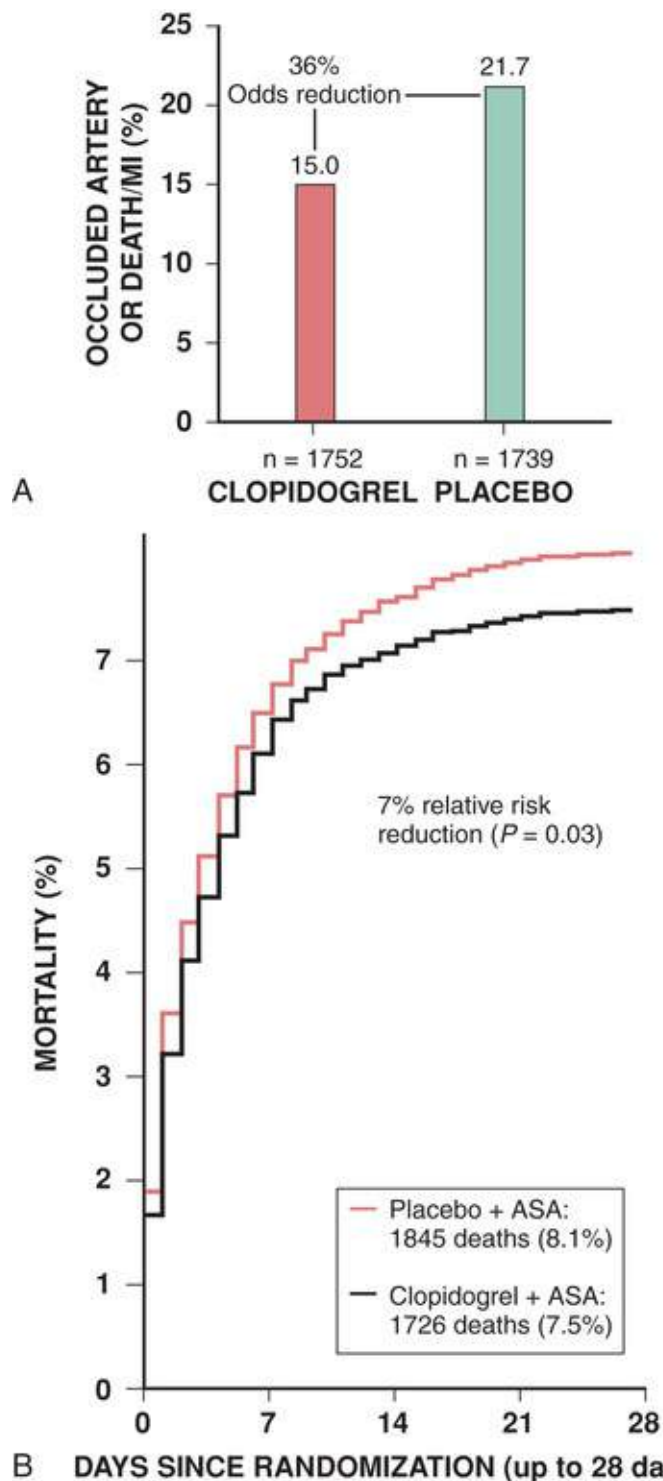 25
20
15
10
5
0
OCCLUDED ARTERY
OR DEATH/MI (%)
36%
Odds reduction
15.0
21.7
n = 1752
n = 1739
CLOPIDOGREL
PLACEBO
A
7
6
5
4
3
2
1
0
MORTALITY (%)
7% relative risk
reduction (P = 0.03)
Placebo + ASA:
1845 deaths (8.1%)
Clopidogrel + ASA:
1726 deaths (7.5%)
0
7
14
21
28
B
DAYS SINCE RANDOMIZATION (up to 28 da